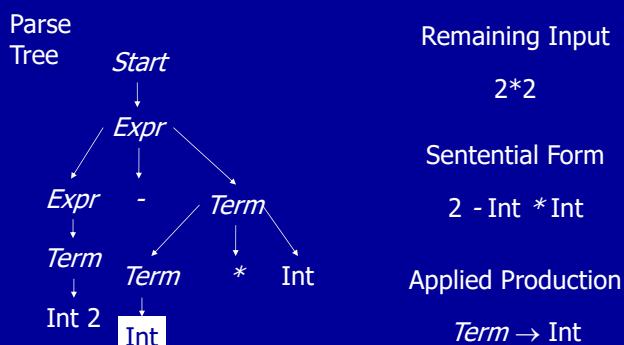 Parse
Tree
Start
Expr
Expr - Term
Term Term * Int
Int 2 Int
Remaining Input
2*2
Sentential Form
2 - Int * Int
Applied Production
Term → Int